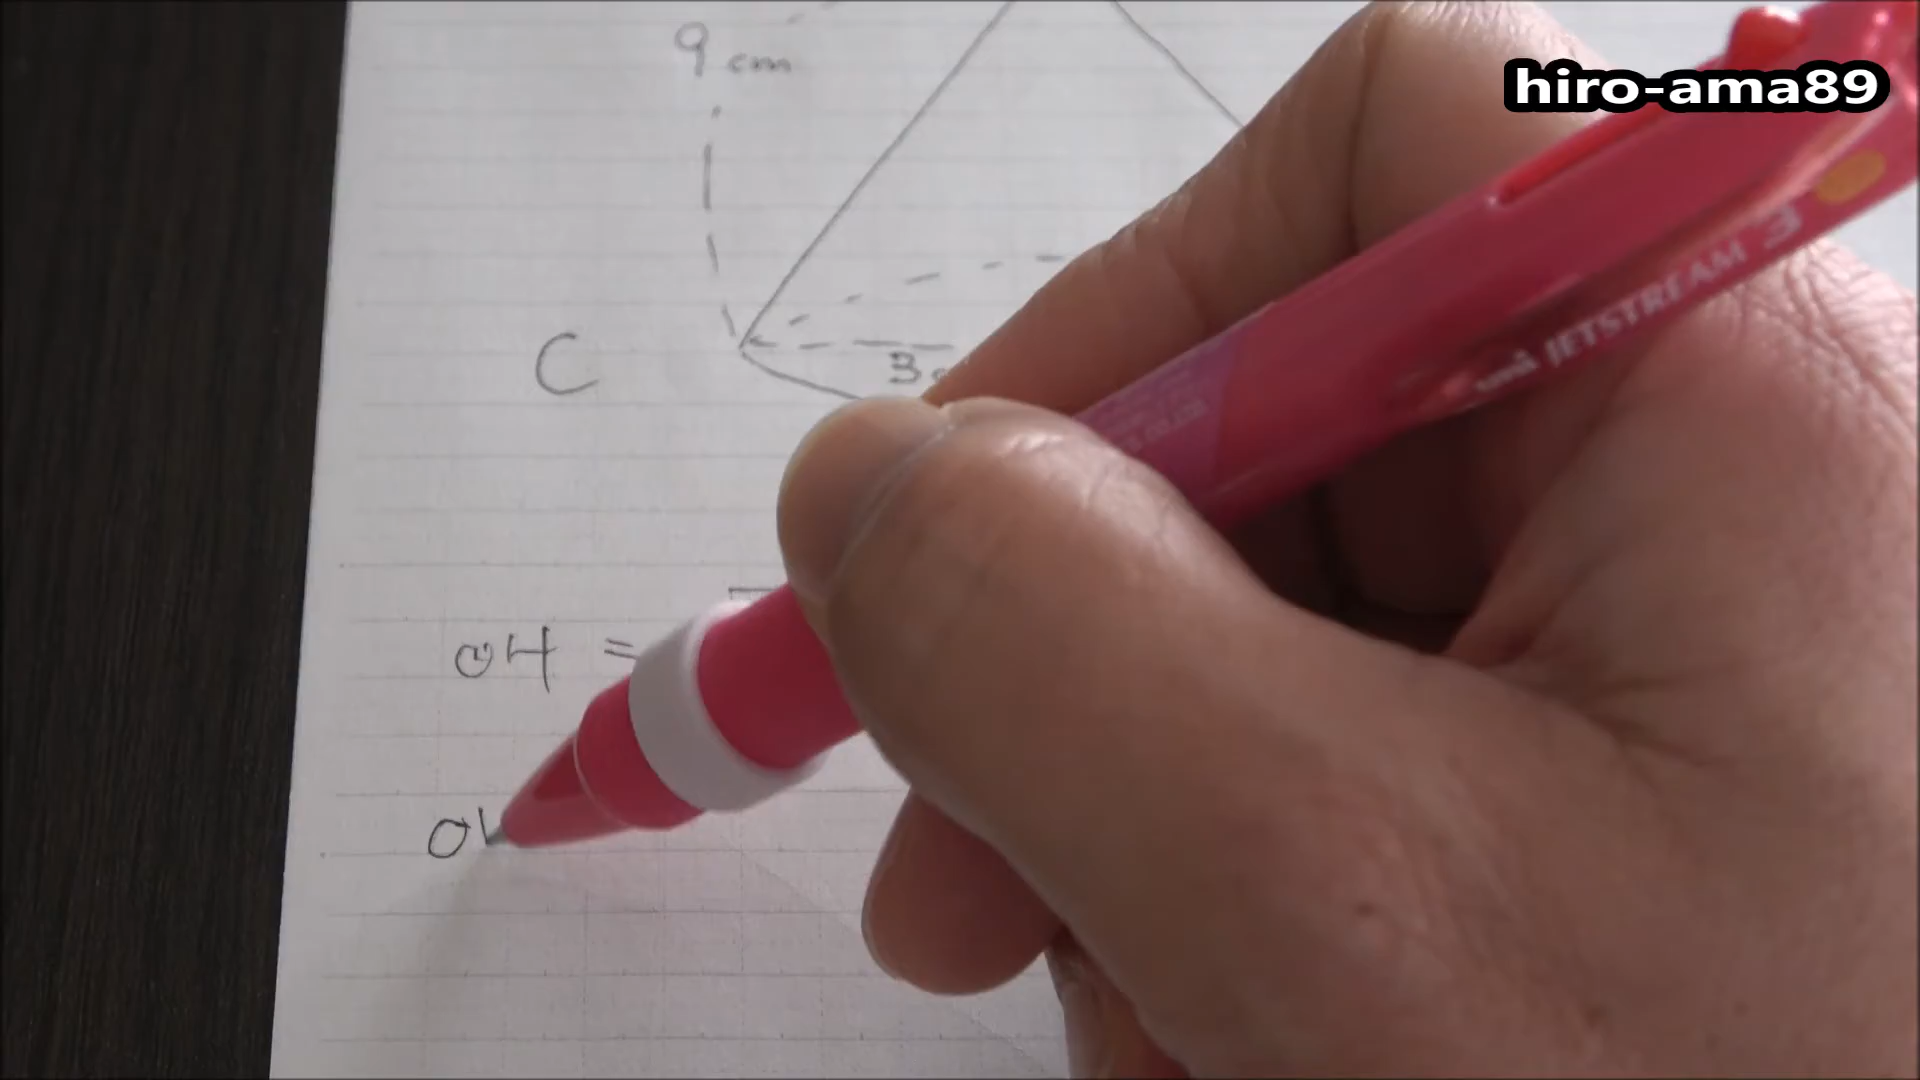 hiro-ama89
9 cm
uni JETSTREAM 3
C
3
OH =
O